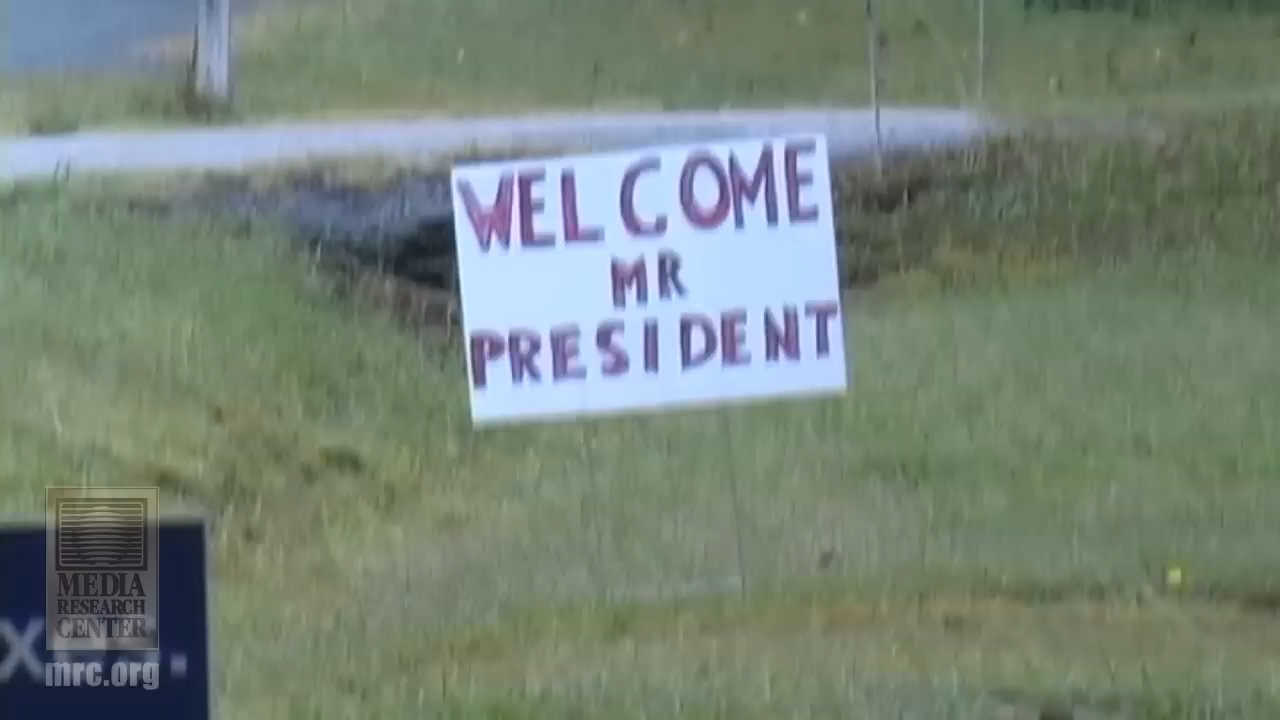 WELCOME
MR
PRESIDENT
MEDIA
RESEARCH
CENTER
mrc.org